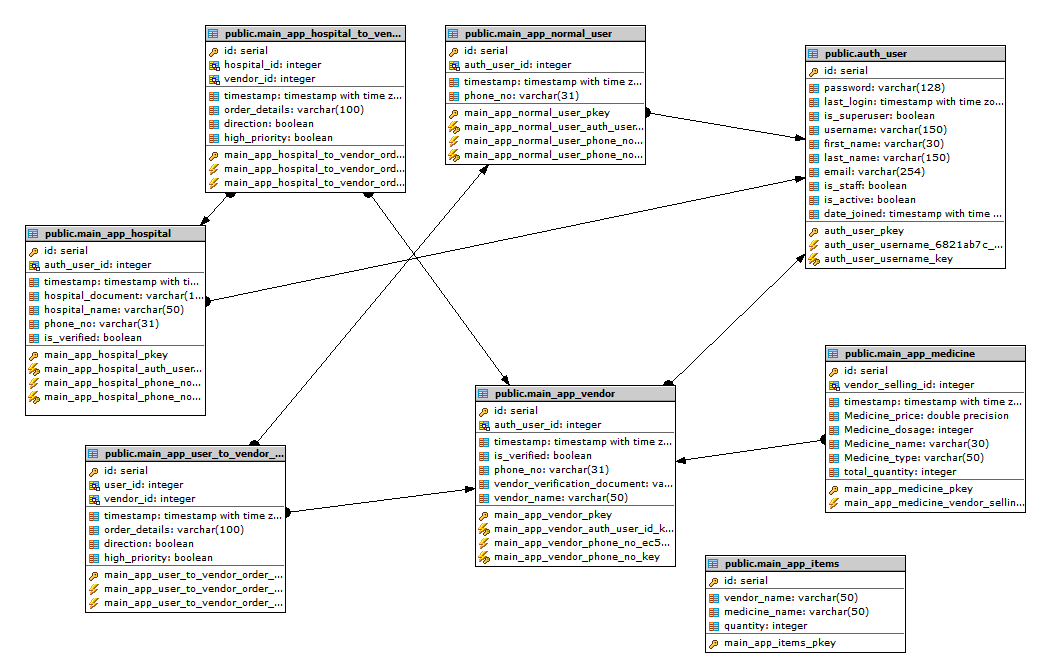 public.main_app_hospital_to_ven...
id: serial
hospital_id: integer
vendor_id: integer
timestamp: timestamp with time z...
order_details: varchar(100)
direction: boolean
high_priority: boolean
main_app_hospital_to_vendor_ord...
main_app_hospital_to_vendor_ord...
main_app_hospital_to_vendor_ord...
public.main_app_normal_user
id: serial
auth_user_id: integer
timestamp: timestamp with time z...
phone_no: varchar(31)
main_app_normal_user_pkey
main_app_normal_user_auth_user...
main_app_normal_user_phone_no...
main_app_normal_user_phone_no...
public.auth_user
id: serial
password: varchar(128)
last_login: timestamp with time zo...
is_superuser: boolean
username: varchar(150)
first_name: varchar(30)
last_name: varchar(150)
email: varchar(254)
is_staff: boolean
is_active: boolean
date_joined: timestamp with time ...
auth_user_pkey
auth_user_username_6821ab7c_...
auth_user_username_key
public.main_app_hospital
id: serial
auth_user_id: integer
timestamp: timestamp with ti...
hospital_document: varchar(1...
hospital_name: varchar(50)
phone_no: varchar(31)
is_verified: boolean
main_app_hospital_pkey
main_app_hospital_auth_user...
main_app_hospital_phone_no...
main_app_hospital_phone_no...
public.main_app_vendor
id: serial
auth_user_id: integer
timestamp: timestamp with time z...
is_verified: boolean
phone_no: varchar(31)
vendor_verification_document: va...
vendor_name: varchar(50)
main_app_vendor_pkey
main_app_vendor_auth_user_id_k...
main_app_vendor_phone_no_ec5...
main_app_vendor_phone_no_key
public.main_app_medicine
id: serial
vendor_selling_id: integer
timestamp: timestamp with time z...
Medicine_price: double precision
Medicine_dosage: integer
Medicine_name: varchar(30)
Medicine_type: varchar(50)
total_quantity: integer
main_app_medicine_pkey
main_app_medicine_vendor_sellin...
public.main_app_user_to_vendor_...
id: serial
user_id: integer
vendor_id: integer
timestamp: timestamp with time z...
order_details: varchar(100)
direction: boolean
high_priority: boolean
main_app_user_to_vendor_order_...
main_app_user_to_vendor_order_...
main_app_user_to_vendor_order_...
public.main_app_items
id: serial
vendor_name: varchar(50)
medicine_name: varchar(50)
quantity: integer
main_app_items_pkey